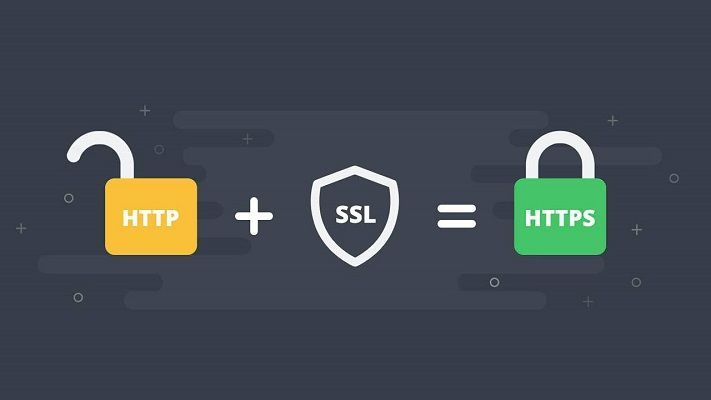 HTTP + SSL = HTTPS